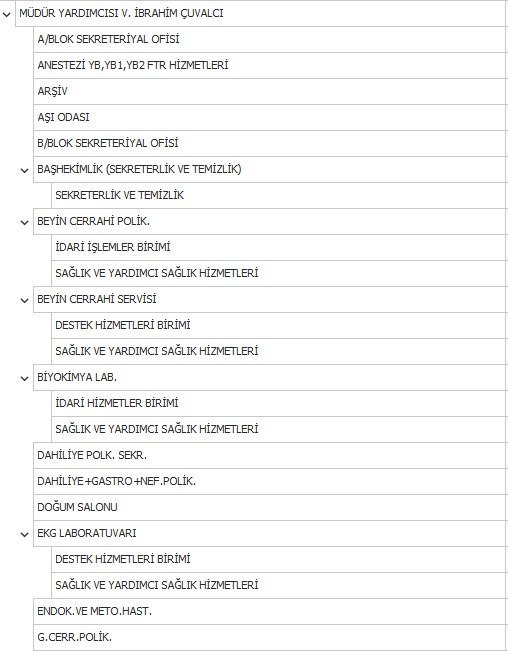 MÜDÜR YARDIMCISI V. İBRAHİM ÇUVALCI
A/BLOK SEKRETERİYAL OFİSİ
ANESTEZİ YB,YB1,YB2 FTR HİZMETLERİ
ARŞİV
AŞI ODASI
B/BLOK SEKRETERİYAL OFİSİ
BAŞHEKİMLİK (SEKRETERLİK VE TEMİZLİK)
SEKRETERLİK VE TEMİZLİK
BEYİN CERRAHİ POLİK.
İDARİ İŞLEMLER BİRİMİ
SAĞLIK VE YARDIMCI SAĞLIK HİZMETLERİ
BEYİN CERRAHİ SERVİSİ
DESTEK HİZMETLERİ BİRİMİ
SAĞLIK VE YARDIMCI SAĞLIK HİZMETLERİ
BİYOKİMYA LAB.
İDARİ HİZMETLER BİRİMİ
SAĞLIK VE YARDIMCI SAĞLIK HİZMETLERİ
DAHİLİYE POLK. SEKR.
DAHİLİYE+GASTRO+NEF.POLİK.
DOĞUM SALONU
EKG LABORATUVARI
DESTEK HİZMETLERİ BİRİMİ
SAĞLIK VE YARDIMCI SAĞLIK HİZMETLERİ
ENDOK.VE METO.HAST.
G.CERR.POLİK.